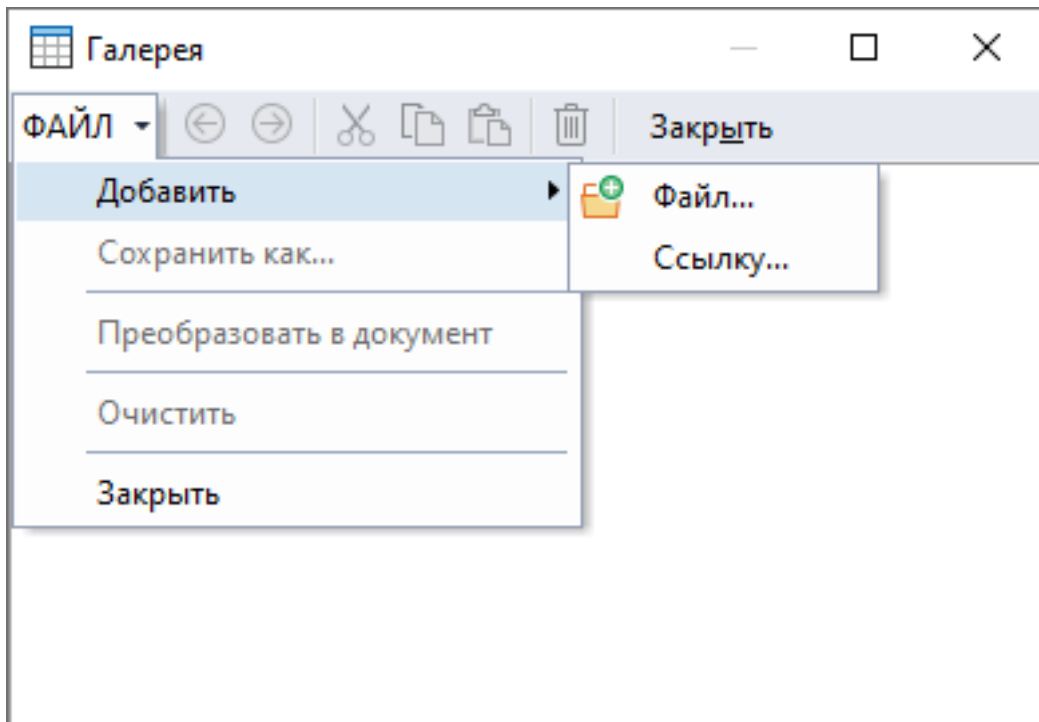 Галерея
ФАЙЛ
Закрыть
Добавить
Файл...
Сохранить как...
Ссылку...
Преобразовать в документ
Очистить
Закрыть